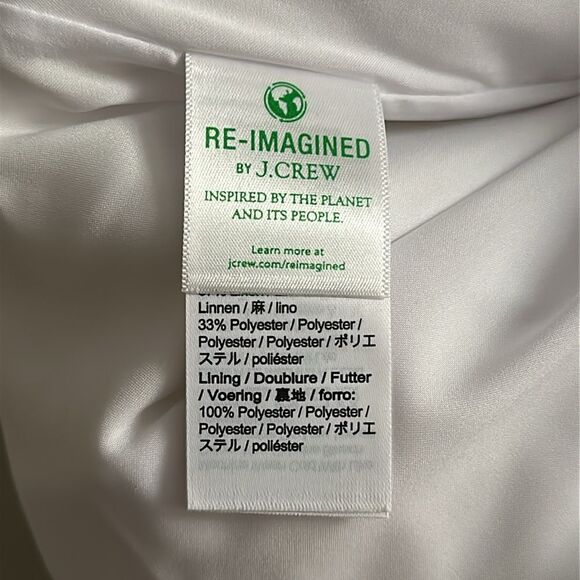 RE-IMAGINED
BY J.CREW
INSPIRED BY THE PLANET
AND ITS PEOPLE.
Learn more at
jcrew.com/reimagined
Linnen / 麻 / lino
33% Polyester / Polyester /
Polyester / Polyester / ポリエ
ステル / poliéster
Lining / Doublure / Futter
/ Voering / 裏地 / forro:
100% Polyester / Polyester /
Polyester / Polyester / ポリエ
ステル / poliéster